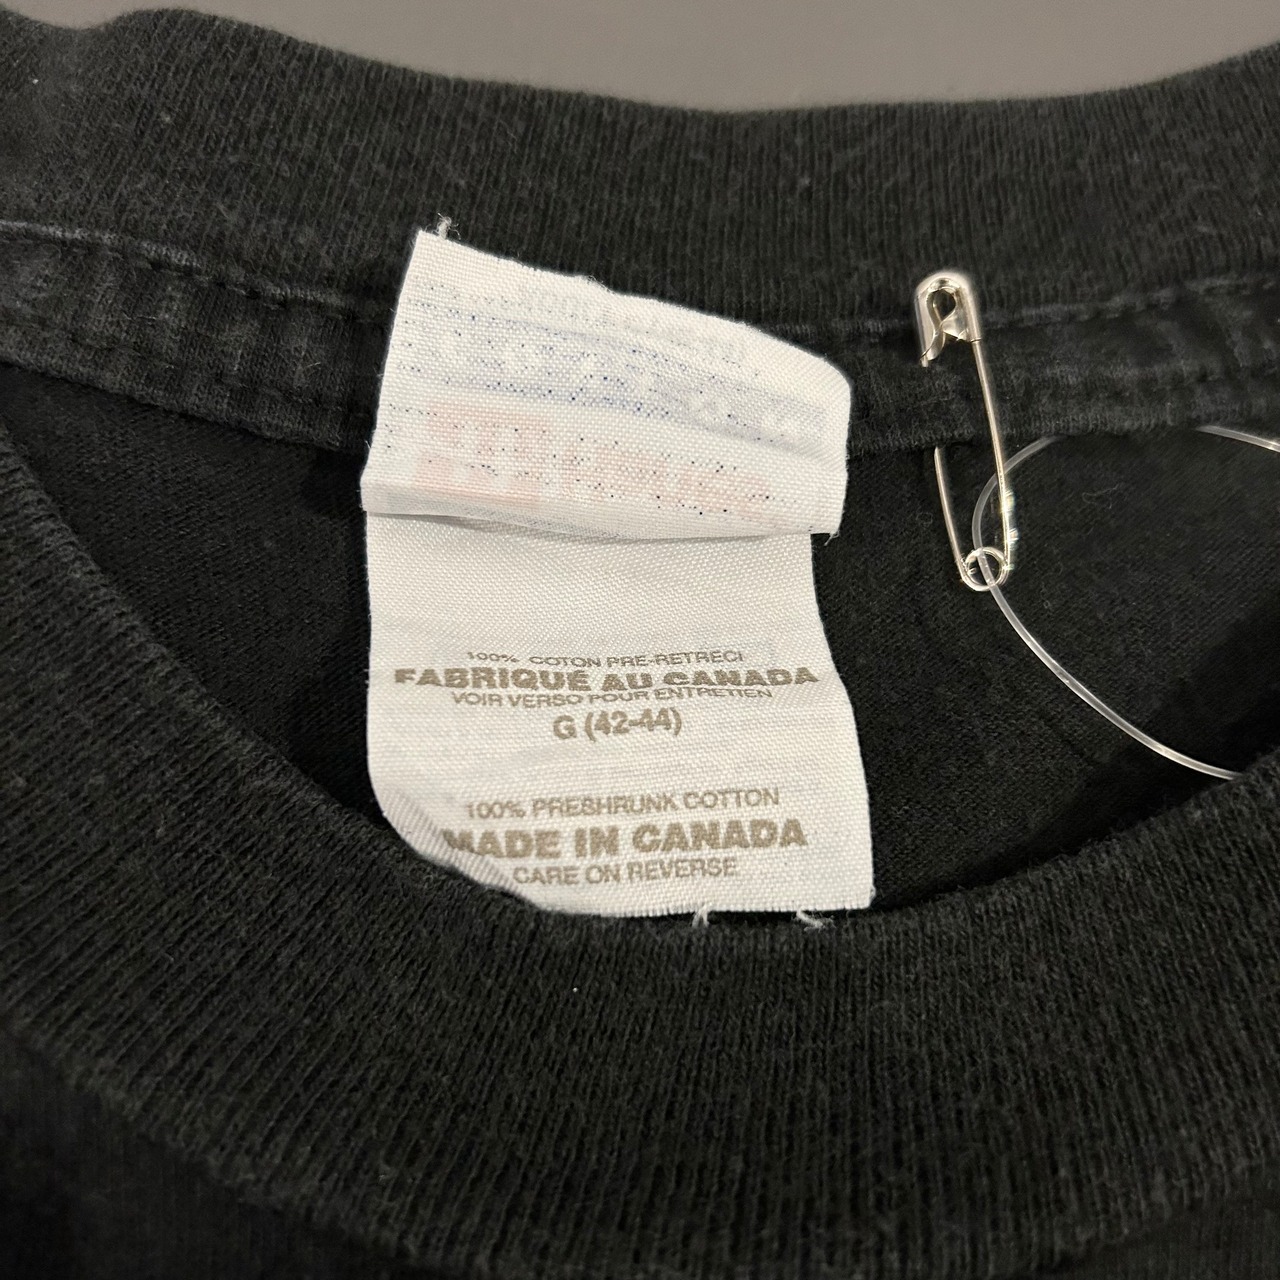 100% COTON PRE-RETRECI
FABRIQUÉ AU CANADA
VOIR VERSO POUR ENTRETIEN
G (42-44)
100% PRESHRUNK COTTON
MADE IN CANADA
CARE ON REVERSE